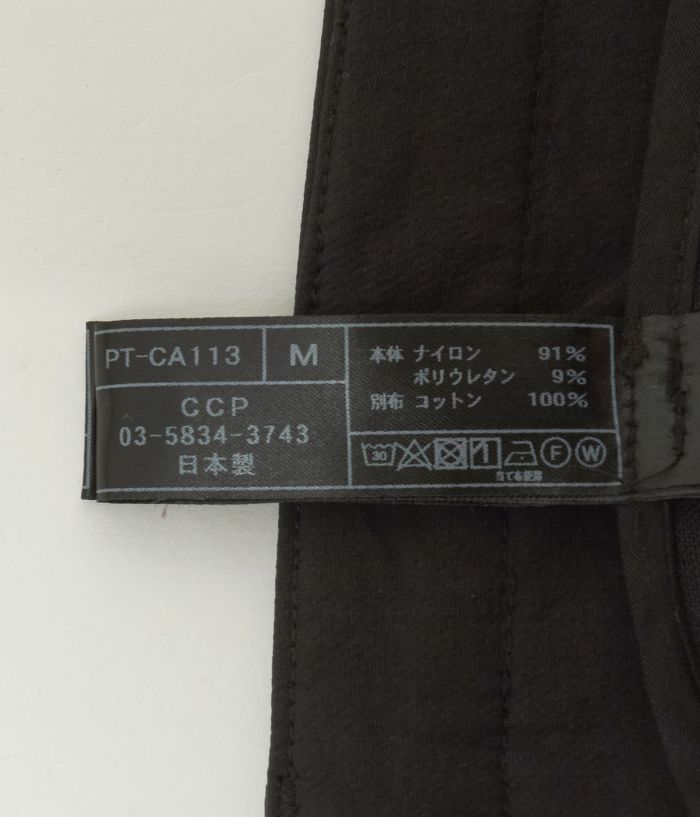 PT-CA113
M
CCP
03-5834-3743
日本製
本体 ナイロン 91%
ポリウレタン 9%
別布 コットン 100%
30
F W
当て布使用